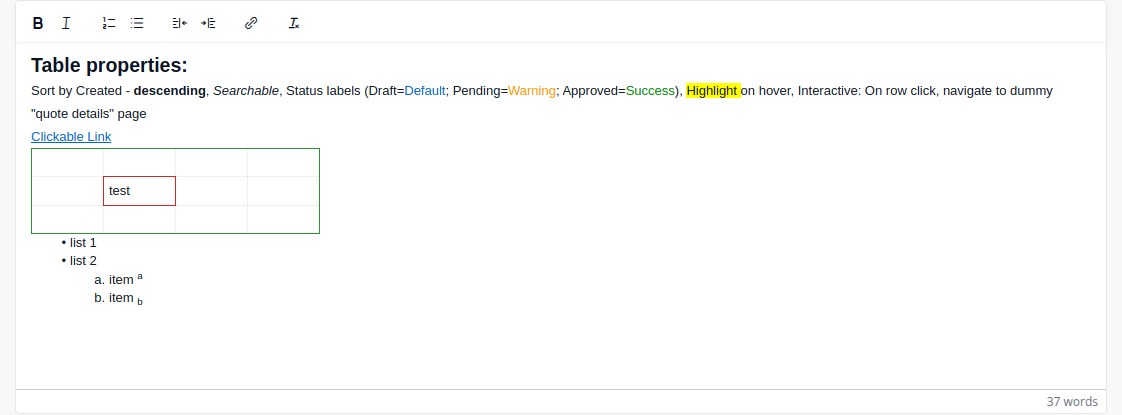 Table properties:
Sort by Created - descending, Searchable, Status labels (Draft=Default; Pending=Warning; Approved=Success), Highlight on hover, Interactive: On row click, navigate to dummy
"quote details" page
Clickable Link
test
• list 1
• list 2
a. item a
b. item b
37 words